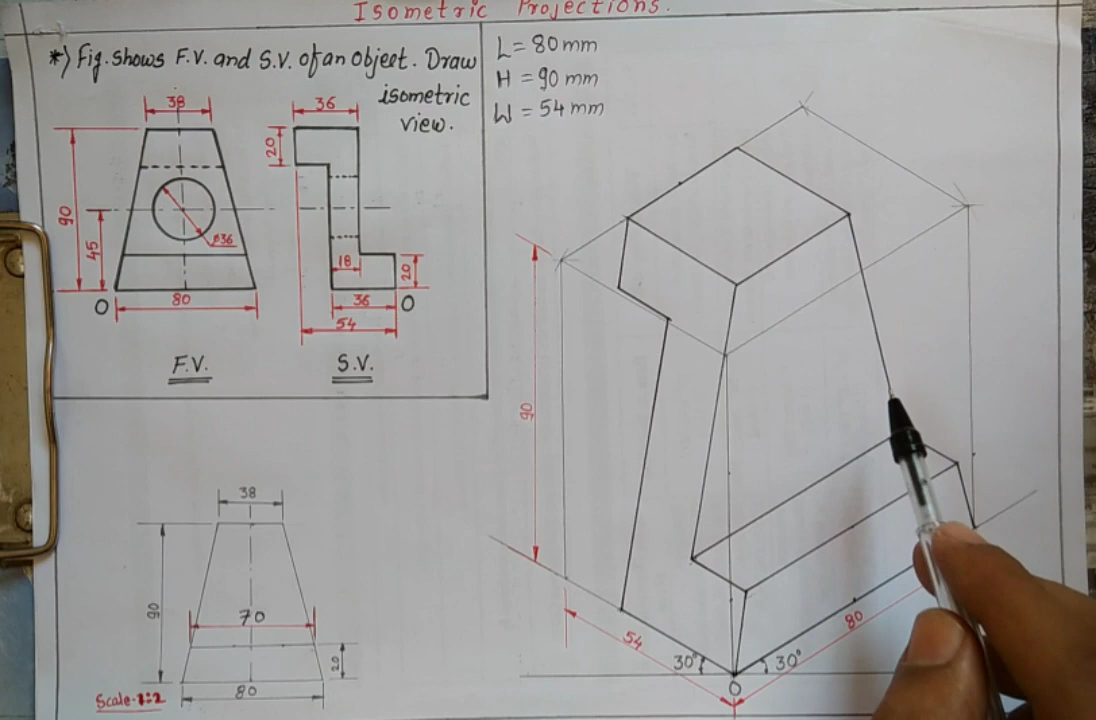 Isometric Projections.
*) Fig. shows F.V. and S.V. of an object. Draw
isometric
view.
L = 80 mm
H = 90 mm
W = 54 mm
38
36
20
90
45
ø36
18
20
O
80
36
O
54
F.V.
S.V.
90
38
90
70
20
80
Scale-1:2
54
30°
30°
80
O